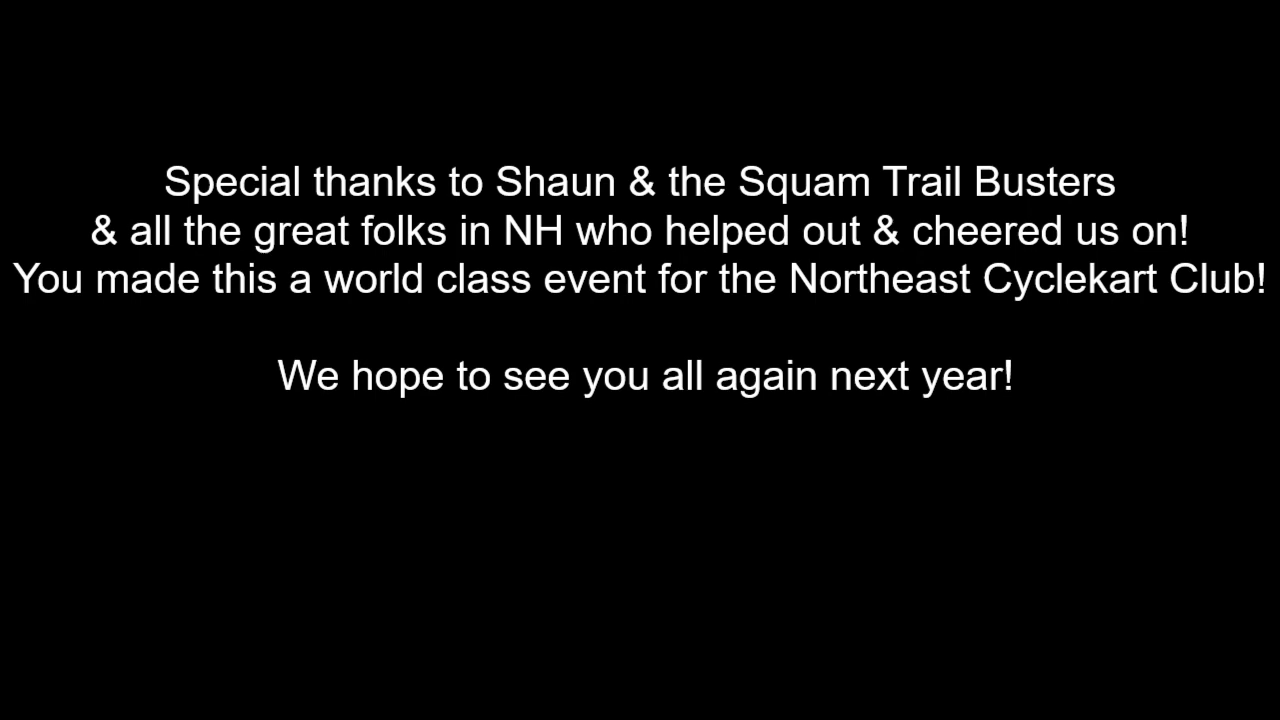 Special thanks to Shaun & the Squam Trail Busters
& all the great folks in NH who helped out & cheered us on!
You made this a world class event for the Northeast Cyclekart Club!
We hope to see you all again next year!